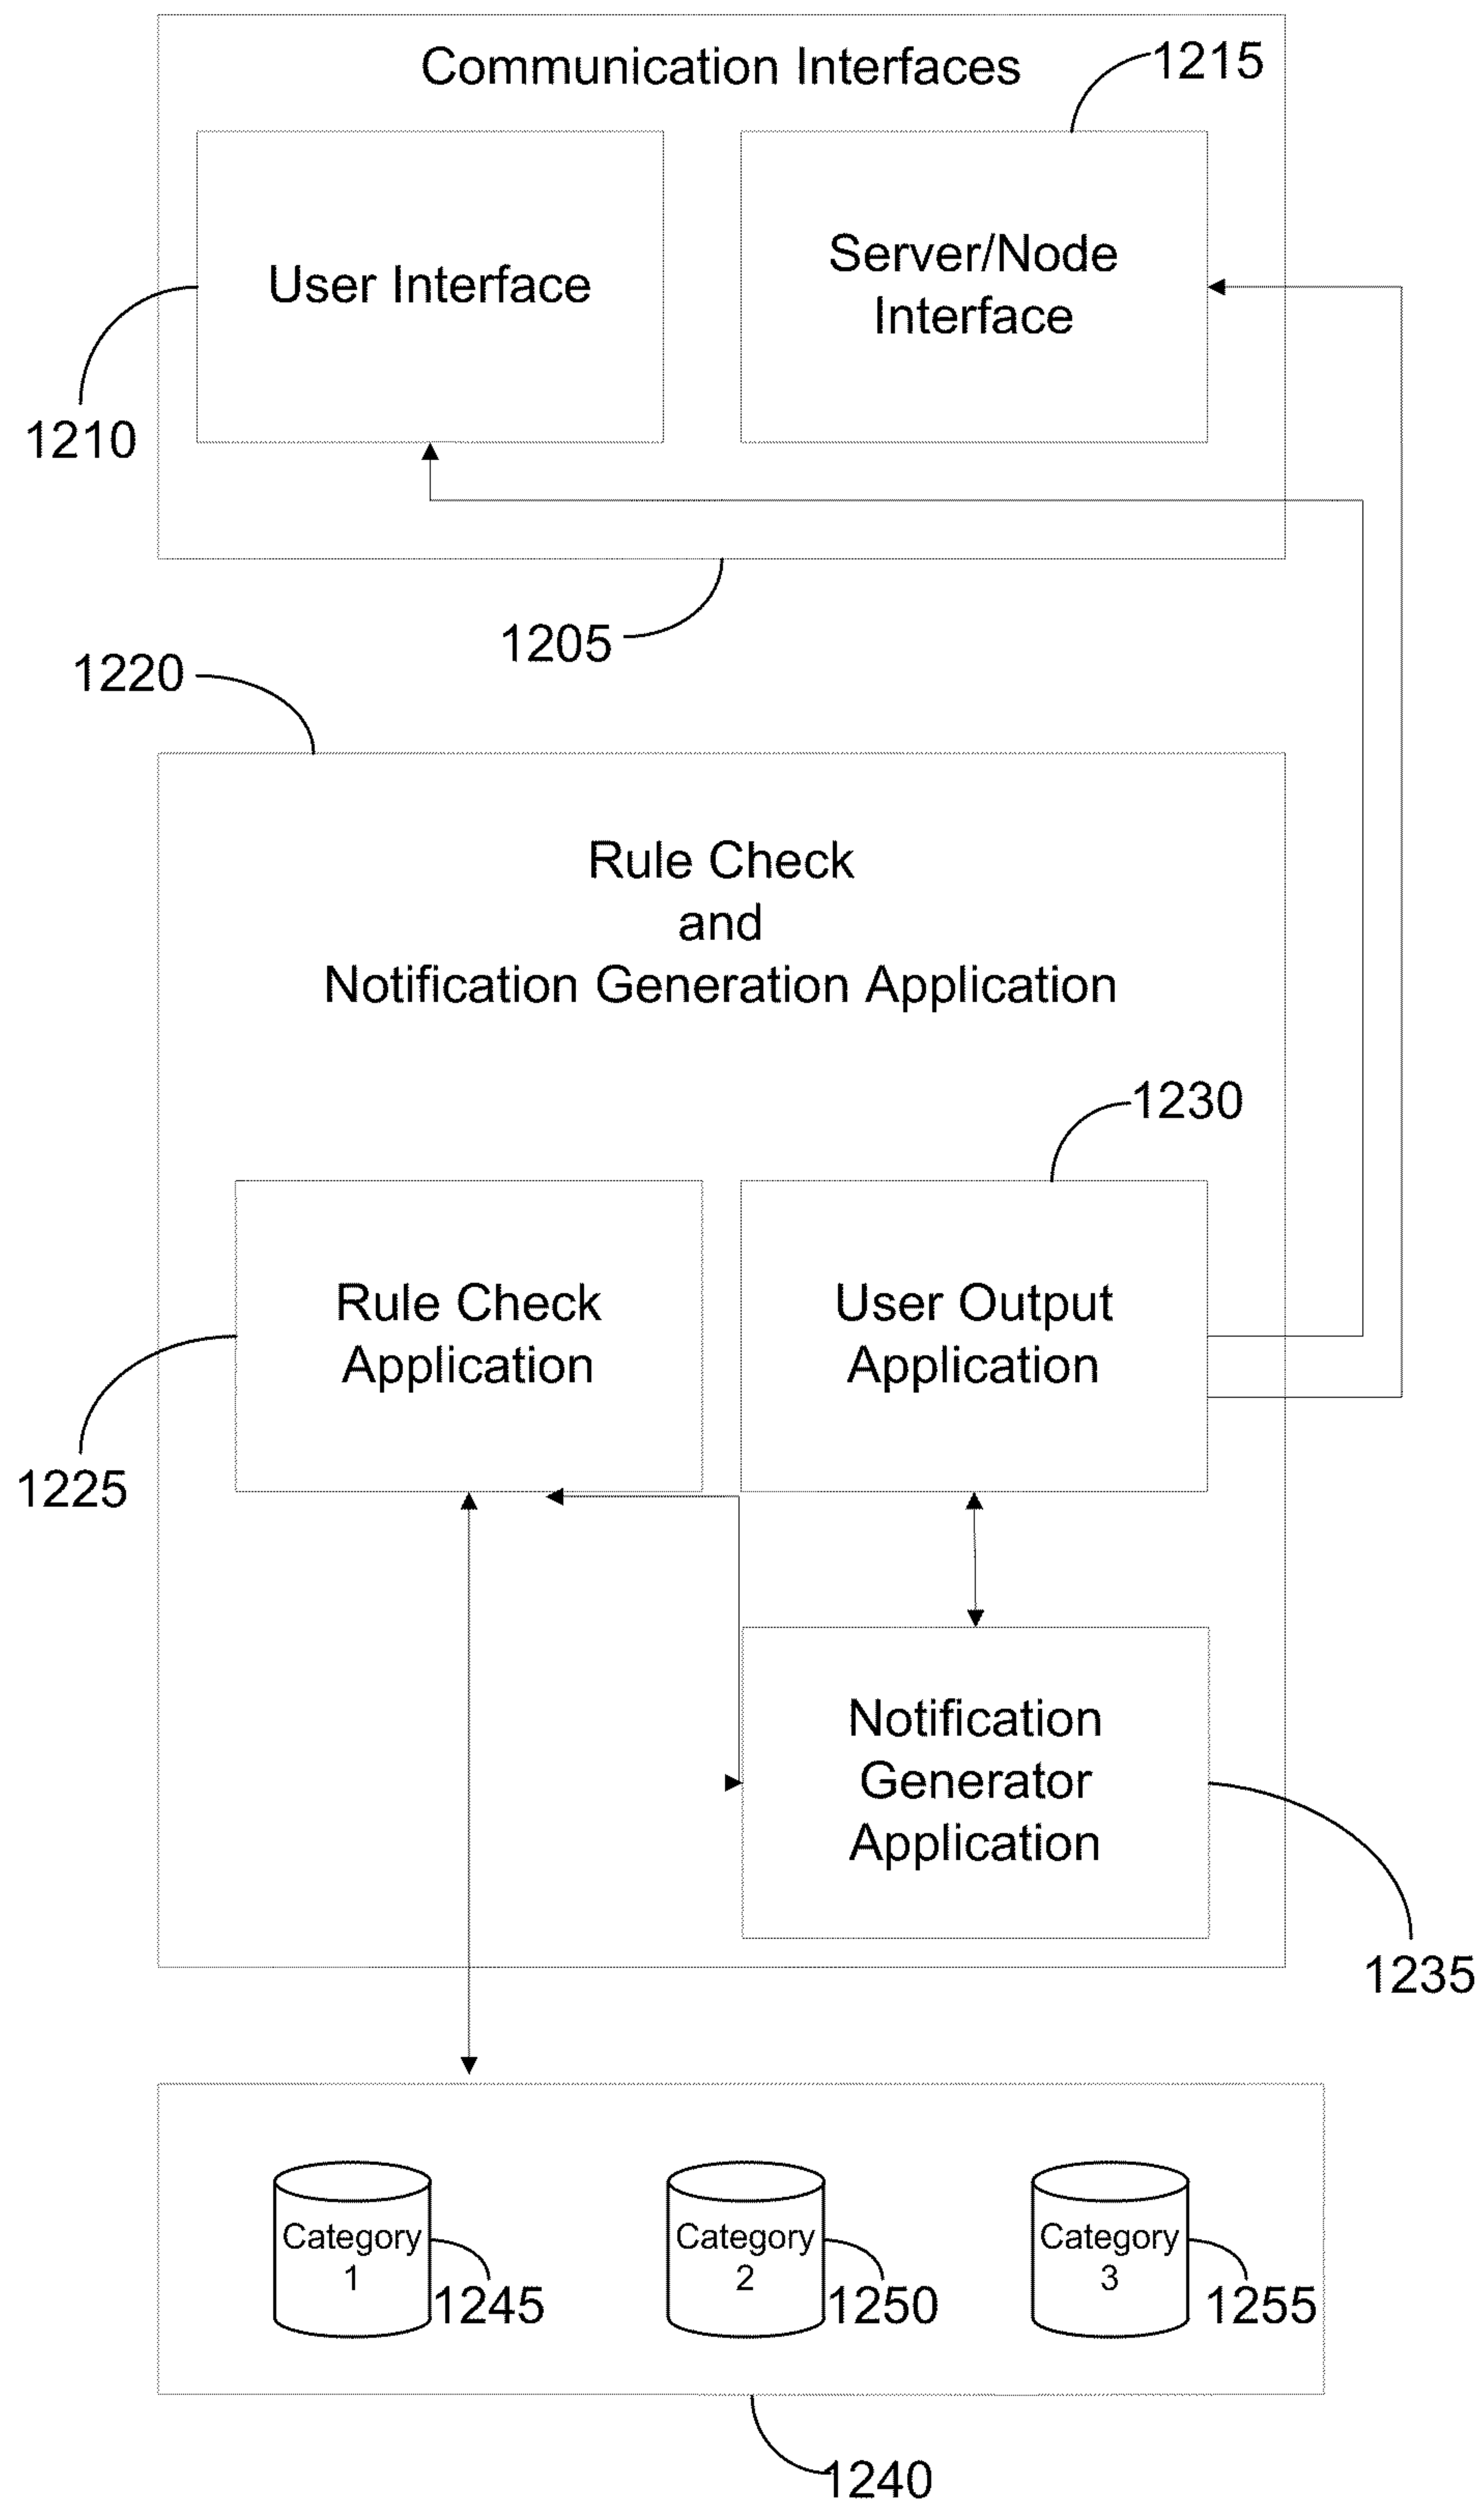 Communication Interfaces
1215
User Interface
Server/Node
Interface
1210
1205
1220
Rule Check
and
Notification Generation Application
1230
Rule Check
Application
User Output
Application
1225
Notification
Generator
Application
1235
Category
1
1245
Category
2
1250
Category
3
1255
1240